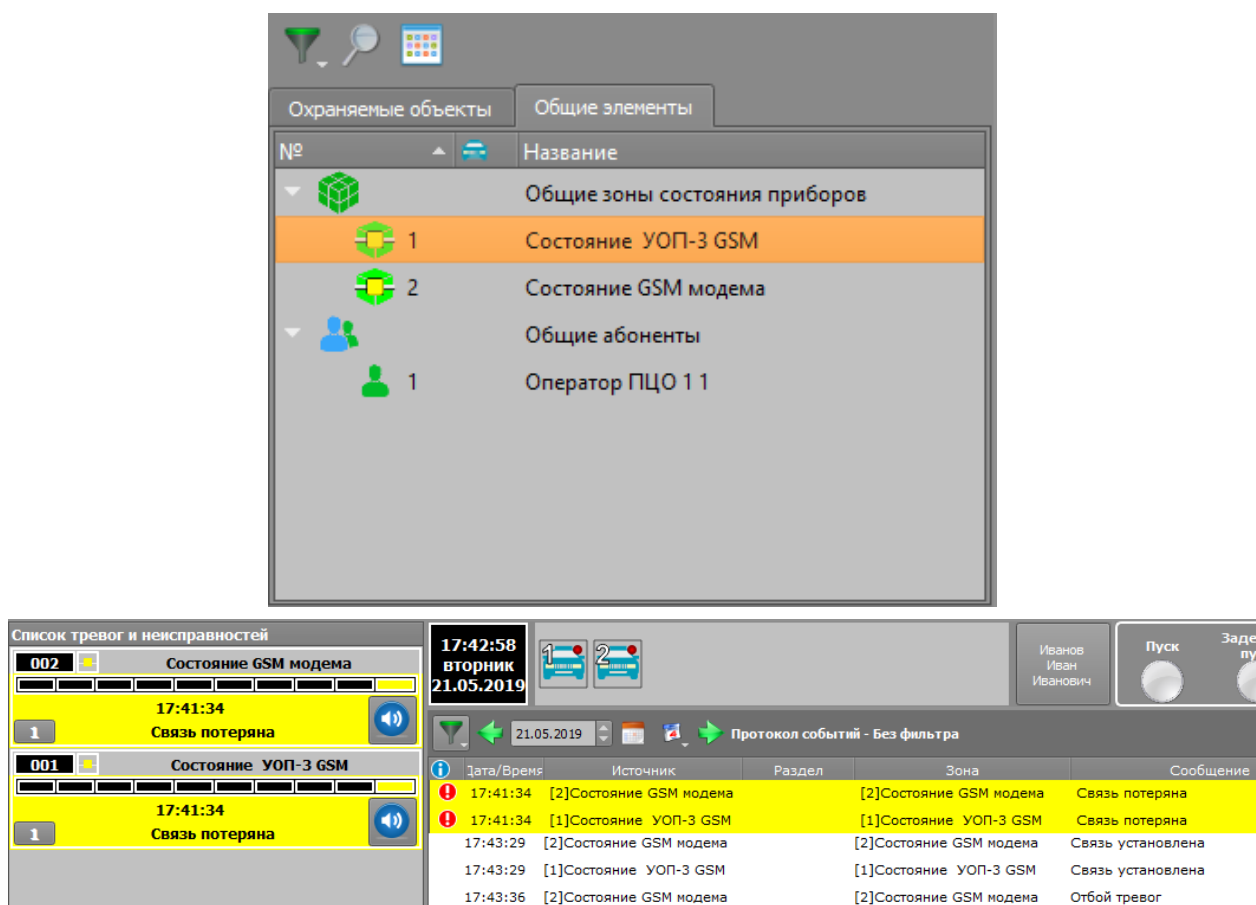 Охраняемые объекты Общие элементы
№ Название
Общие зоны состояния приборов
1 Состояние УОП-3 GSM
2 Состояние GSM модема
Общие абоненты
1 Оператор ПЦО 1 1
Список тревог и неисправностей
002 Состояние GSM модема
17:41:34
1 Связь потеряна
001 Состояние УОП-3 GSM
17:41:34
1 Связь потеряна
17:42:58
вторник
21.05.2019
1 2
Иванов
Иван
Иванович
Пуск
21.05.2019 Протокол событий - Без фильтра
Дата/Время Источник Раздел Зона Сообщение
17:41:34 [2]Состояние GSM модема [2]Состояние GSM модема Связь потеряна
17:41:34 [1]Состояние УОП-3 GSM [1]Состояние УОП-3 GSM Связь потеряна
17:43:29 [2]Состояние GSM модема [2]Состояние GSM модема Связь установлена
17:43:29 [1]Состояние УОП-3 GSM [1]Состояние УОП-3 GSM Связь установлена
17:43:36 [2]Состояние GSM модема [2]Состояние GSM модема Отбой тревог